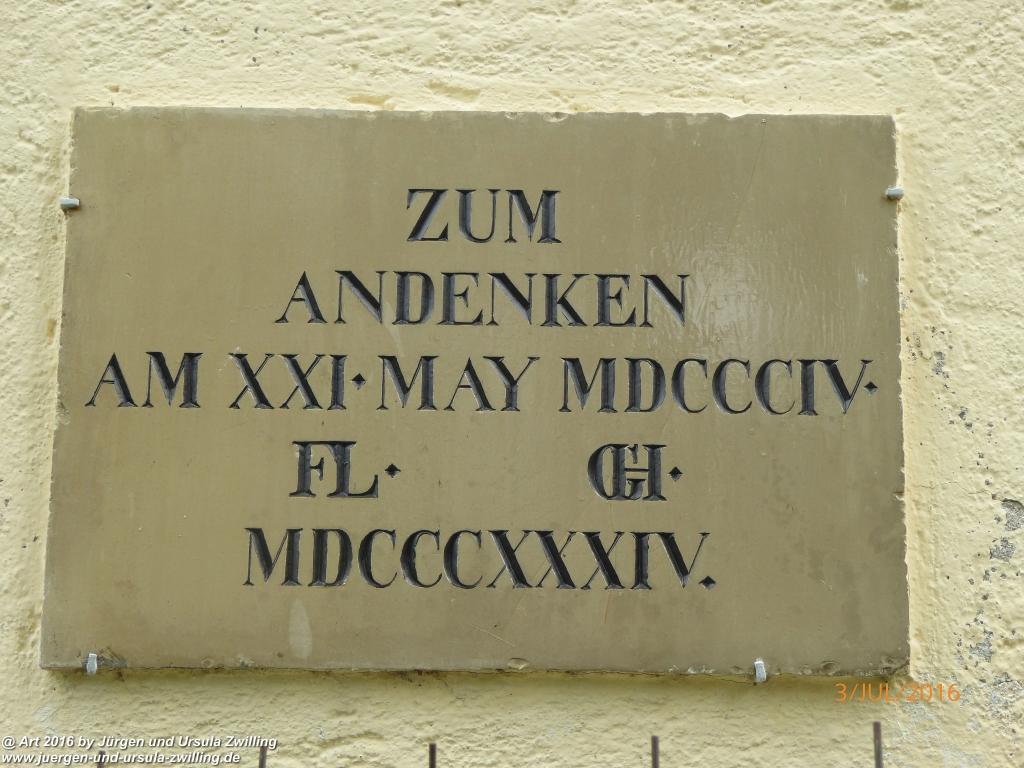 ZUM
ANDENKEN
AM XXI · MAY MDCCCIV ·
FL · GH ·
MDCCCXXXIV.
3/JUL/2016
@ Art 2016 by Jürgen und Ursula Zwilling
www.juergen-und-ursula-zwilling.de